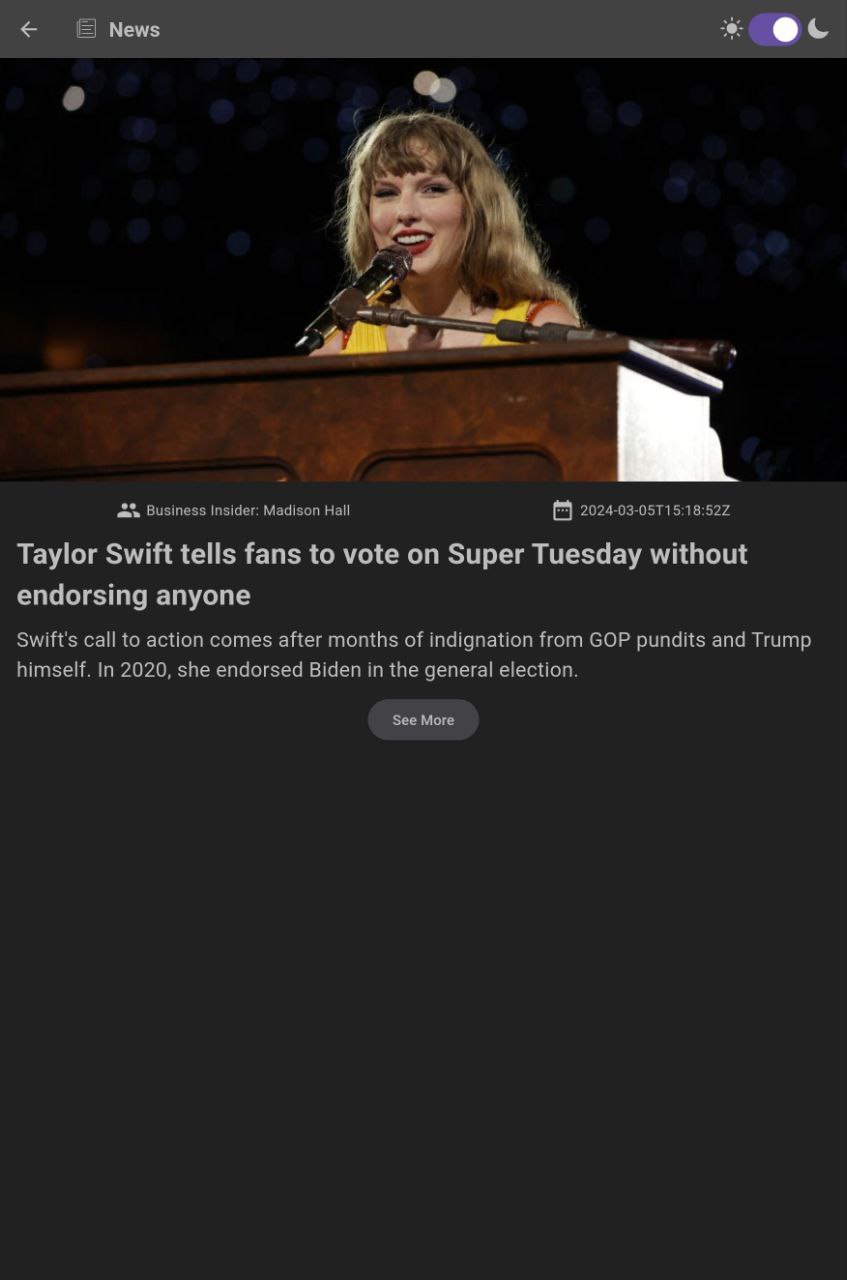 News
Business Insider: Madison Hall
2024-03-05T15:18:52Z
Taylor Swift tells fans to vote on Super Tuesday without
endorsing anyone
Swift's call to action comes after months of indignation from GOP pundits and Trump
himself. In 2020, she endorsed Biden in the general election.
See More